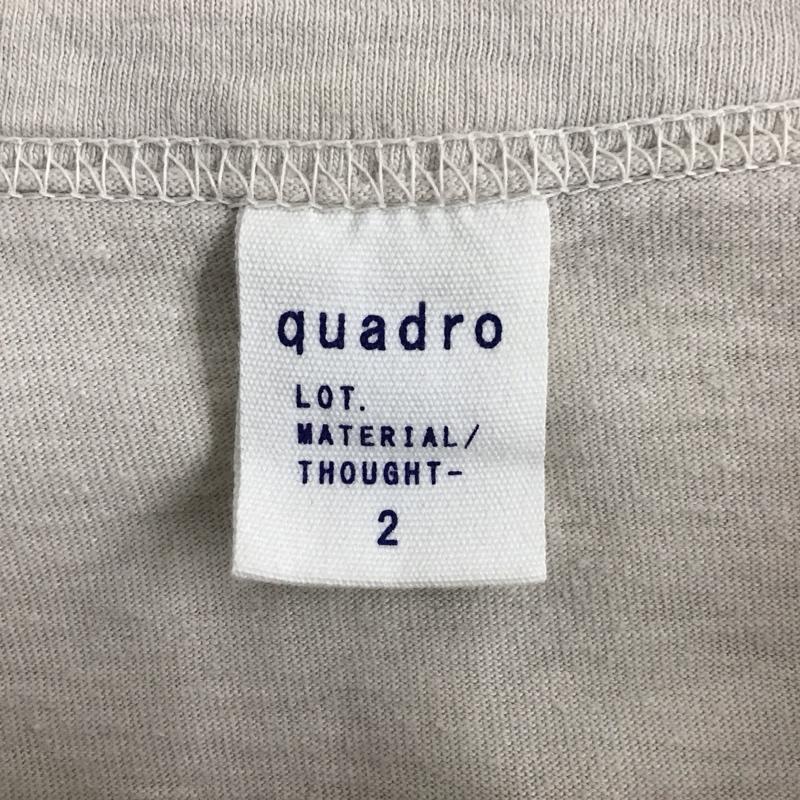 quadro
LOT.
MATERIAL/
THOUGHT-
2